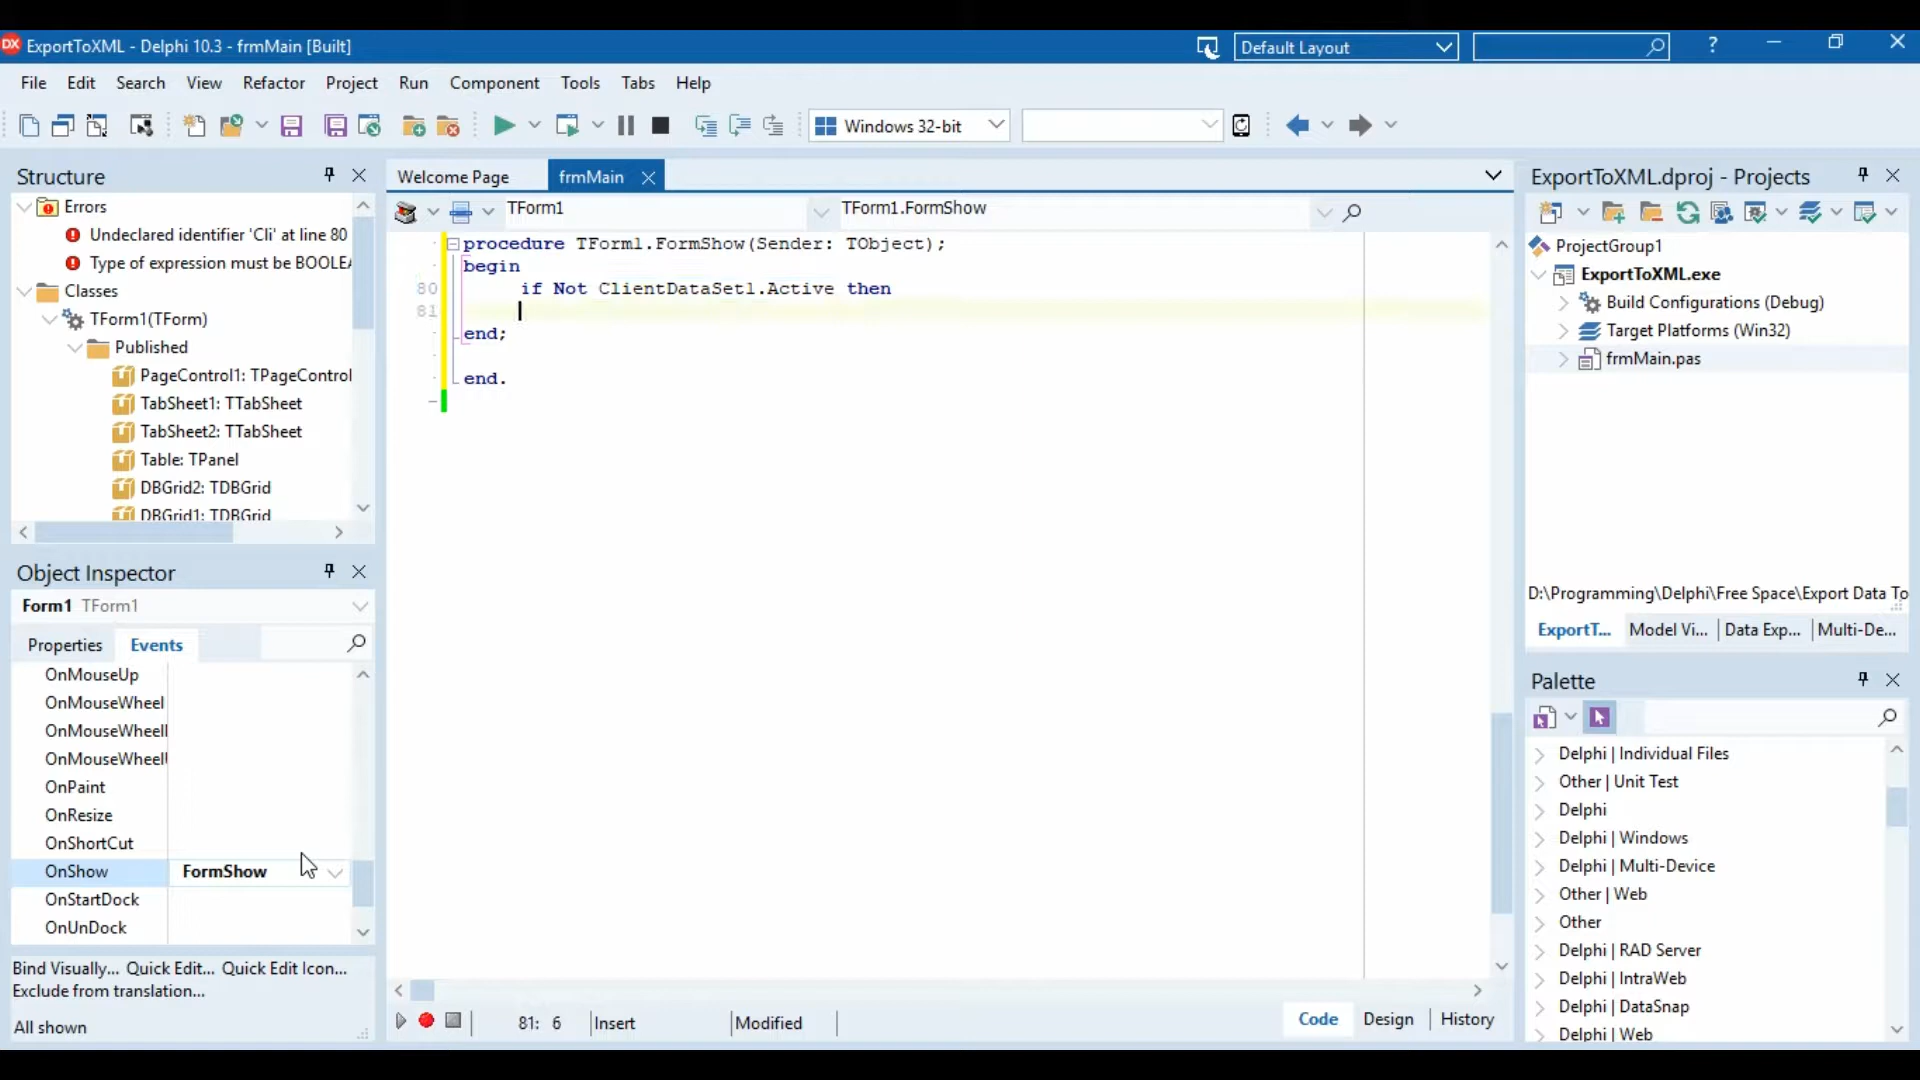 DX ExportToXML - Delphi 10.3 - frmMain [Built]
Default Layout
?
File Edit Search View Refactor Project Run Component Tools Tabs Help
Windows 32-bit
Structure
Errors
Undeclared identifier 'Cli' at line 80
Type of expression must be BOOLEA
Classes
TForm1(TForm)
Published
PageControl1: TPageControl
TabSheet1: TTabSheet
TabSheet2: TTabSheet
Table: TPanel
DBGrid2: TDBGrid
DBGrid1: TDBGrid
Object Inspector
Form1 TForm1
Properties Events
OnMouseUp
OnMouseWheel
OnMouseWheel
OnMouseWheel
OnPaint
OnResize
OnShortCut
OnShow FormShow
OnStartDock
OnUnDock
Bind Visually... Quick Edit... Quick Edit Icon...
Exclude from translation...
All shown
Welcome Page frmMain
TForm1 TForm1.FormShow
procedure TForm1.FormShow(Sender: TObject);
begin
80 if Not ClientDataSet1.Active then
81
end;
end.
81: 6 Insert Modified
Code Design History
ExportToXML.dproj - Projects
ProjectGroup1
ExportToXML.exe
Build Configurations (Debug)
Target Platforms (Win32)
frmMain.pas
D:\Programming\Delphi\Free Space\Export Data To
ExportT... Model Vi... Data Exp... Multi-De...
Palette
Delphi | Individual Files
Other | Unit Test
Delphi
Delphi | Windows
Delphi | Multi-Device
Other | Web
Other
Delphi | RAD Server
Delphi | IntraWeb
Delphi | DataSnap
Delphi | Web